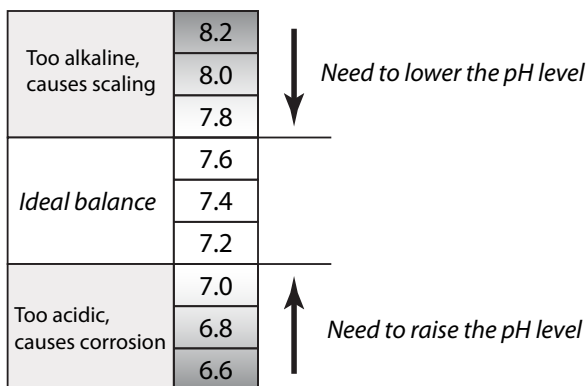 8.2
Too alkaline,
causes scaling
8.0
Need to lower the pH level
7.8
7.6
Ideal balance
7.4
7.2
7.0
Too acidic,
causes corrosion
6.8
Need to raise the pH level
6.6